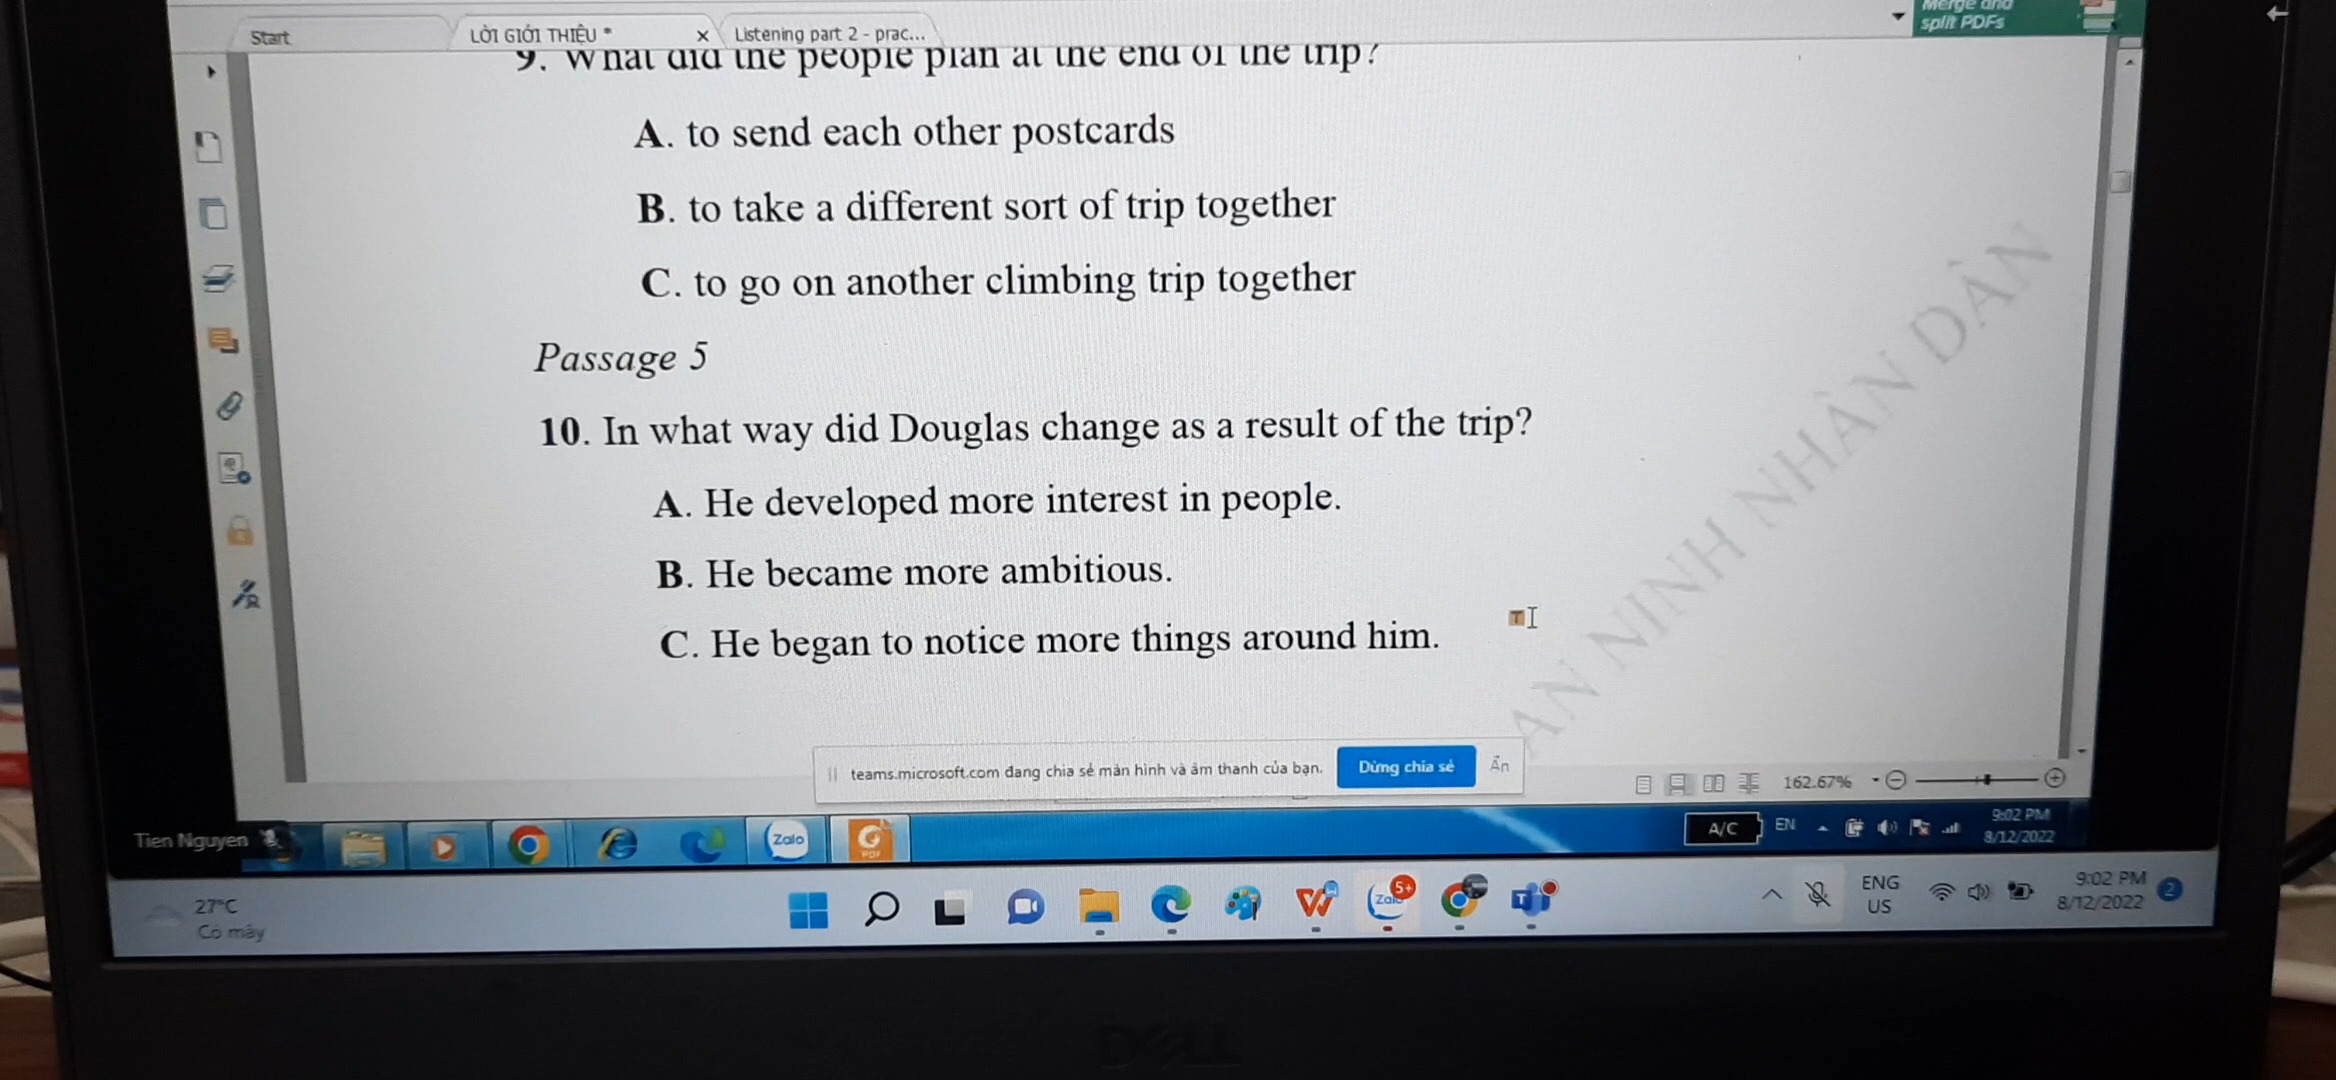 Merge and
split PDFs
Start
LỜI GIỚI THIỆU *
x
Listening part 2 - prac...
9. What did the people plan at the end of the trip?
A. to send each other postcards
B. to take a different sort of trip together
C. to go on another climbing trip together
Passage 5
10. In what way did Douglas change as a result of the trip?
A. He developed more interest in people.
B. He became more ambitious.
C. He began to notice more things around him.
AN NINH NHÂN DÂN
teams.microsoft.com đang chia sẻ màn hình và âm thanh của bạn.
Dừng chia sẻ
Ẩn
162.67%
Tien Nguyen
Zalo
PDF
A/C
EN
9:02 PM
8/12/2022
27°C
Có mây
5+
ENG
US
9:02 PM
8/12/2022
2
DELL